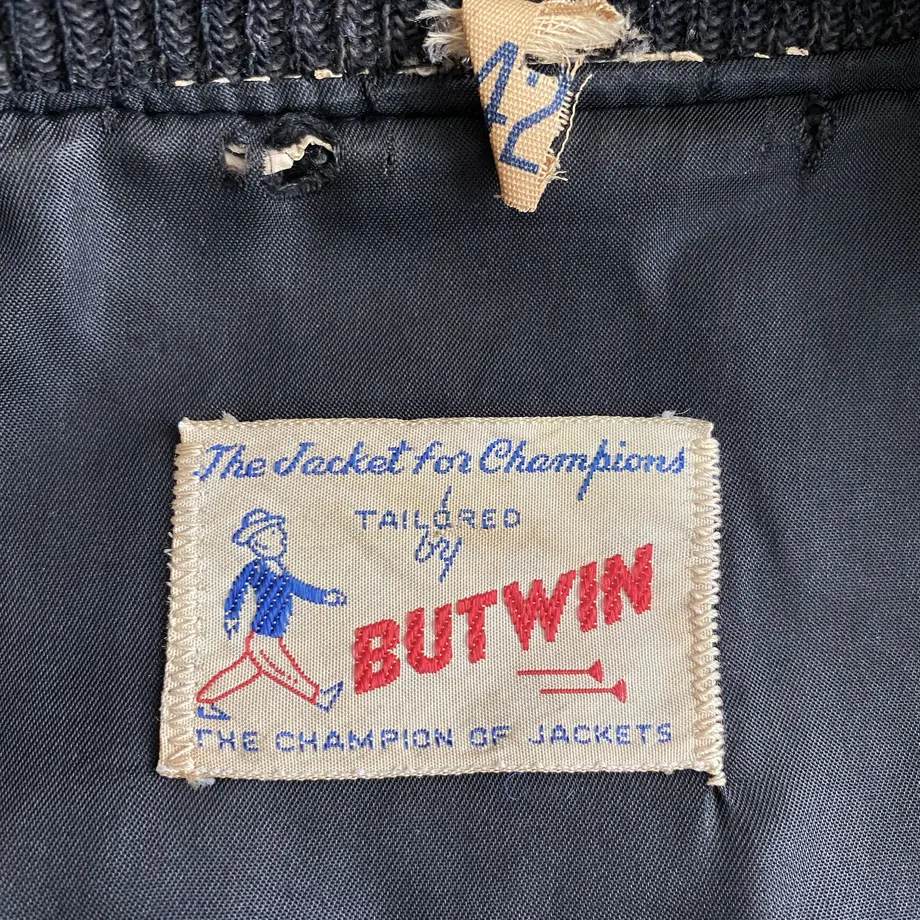 42
The Jacket for Champions
TAILORED
by
BUTWIN
THE CHAMPION OF JACKETS